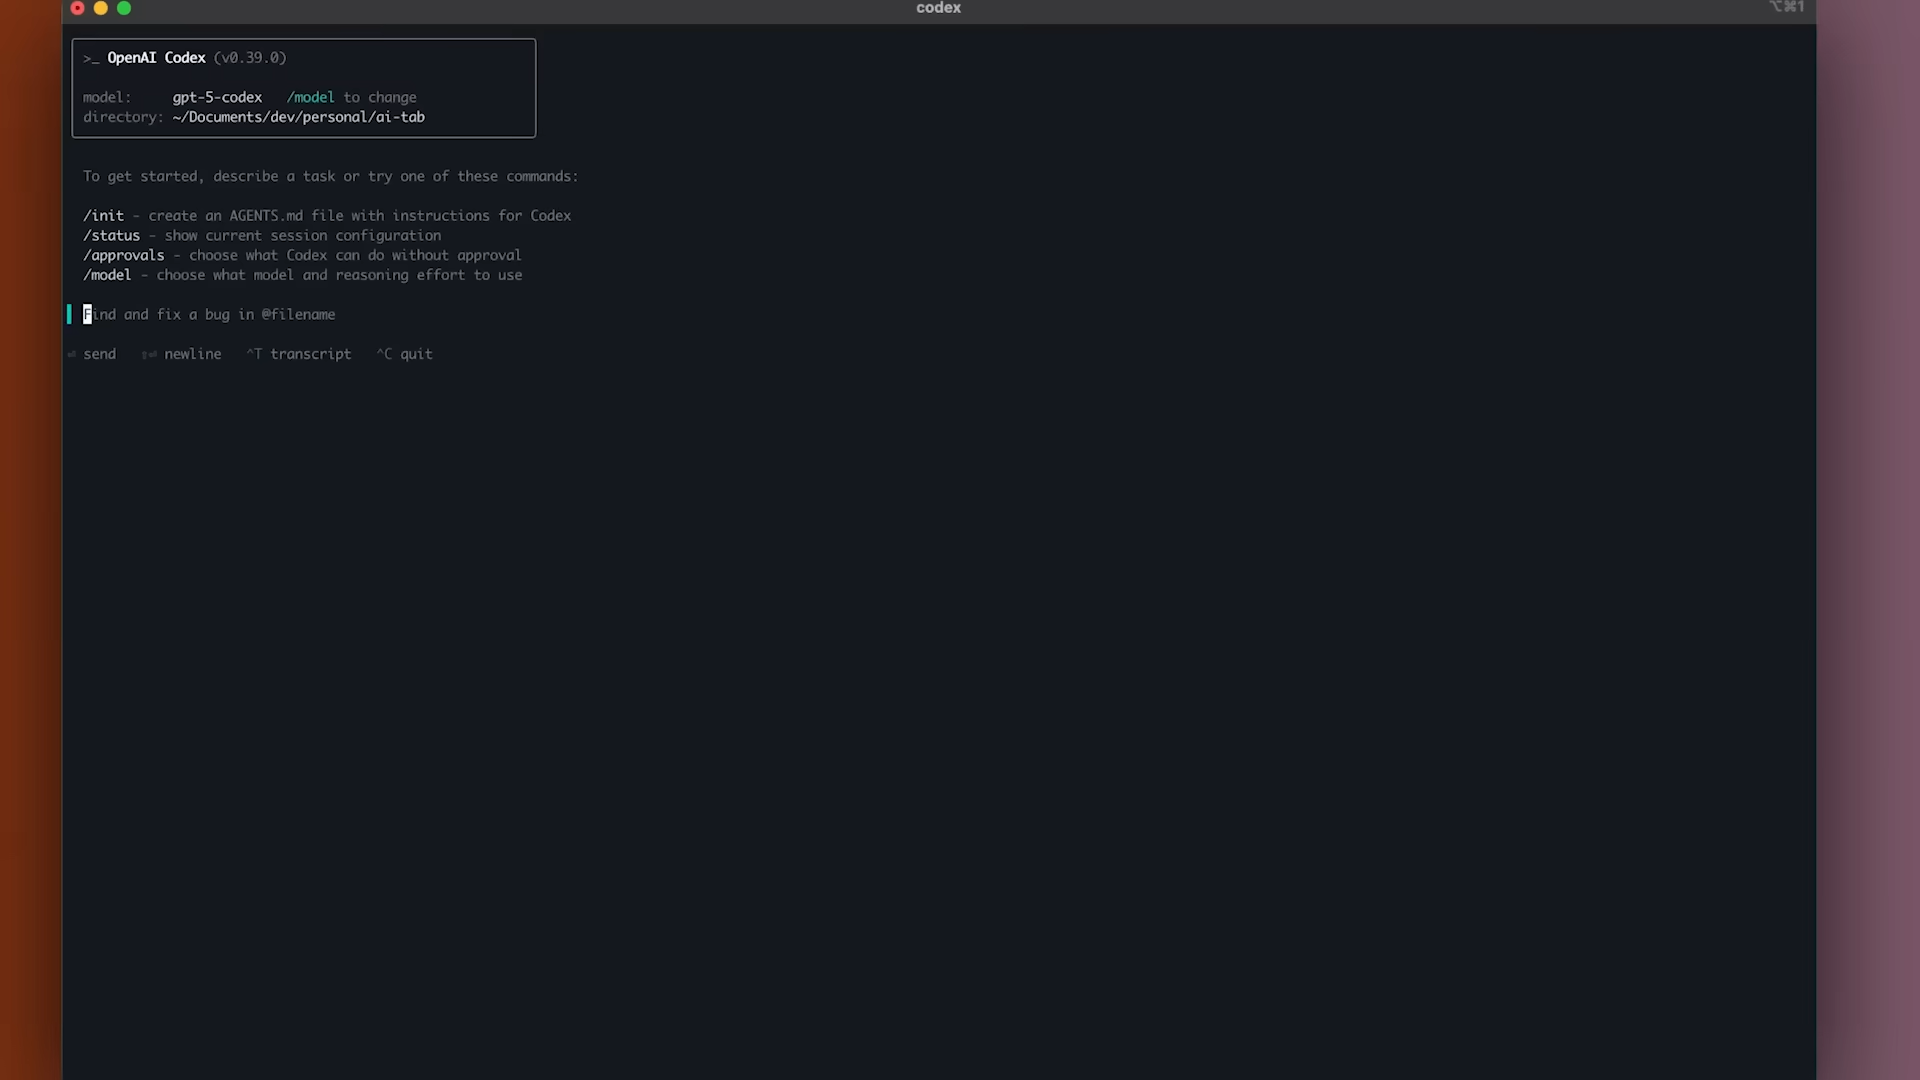 codex
⌥⌘1
>_ OpenAI Codex (v0.39.0)
model: gpt-5-codex /model to change
directory: ~/Documents/dev/personal/ai-tab
To get started, describe a task or try one of these commands:
/init - create an AGENTS.md file with instructions for Codex
/status - show current session configuration
/approvals - choose what Codex can do without approval
/model - choose what model and reasoning effort to use
Find and fix a bug in @filename
⏎ send ⇧⏎ newline ^T transcript ^C quit